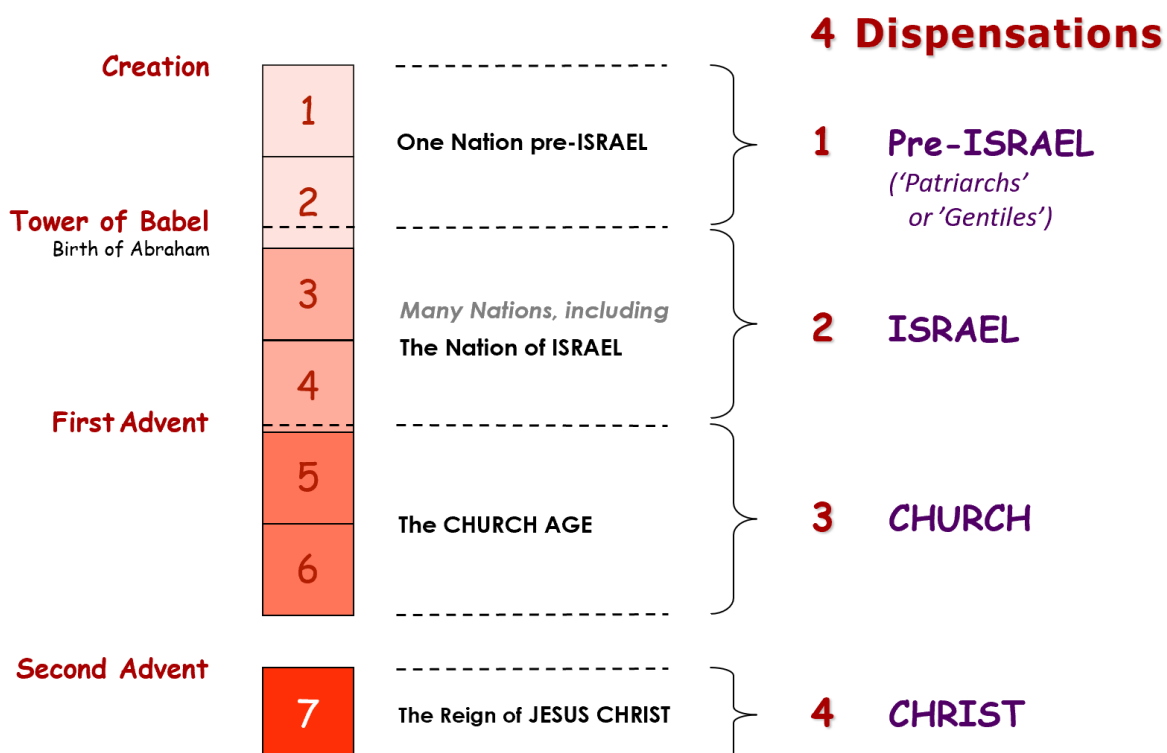 4 Dispensations
Creation
1
One Nation pre-ISRAEL
1
Pre-ISRAEL
(‘Patriarchs’
or ’Gentiles’)
2
Tower of Babel
Birth of Abraham
3
Many Nations, including
The Nation of ISRAEL
2
ISRAEL
4
First Advent
5
The CHURCH AGE
3
CHURCH
6
Second Advent
7
The Reign of JESUS CHRIST
4
CHRIST